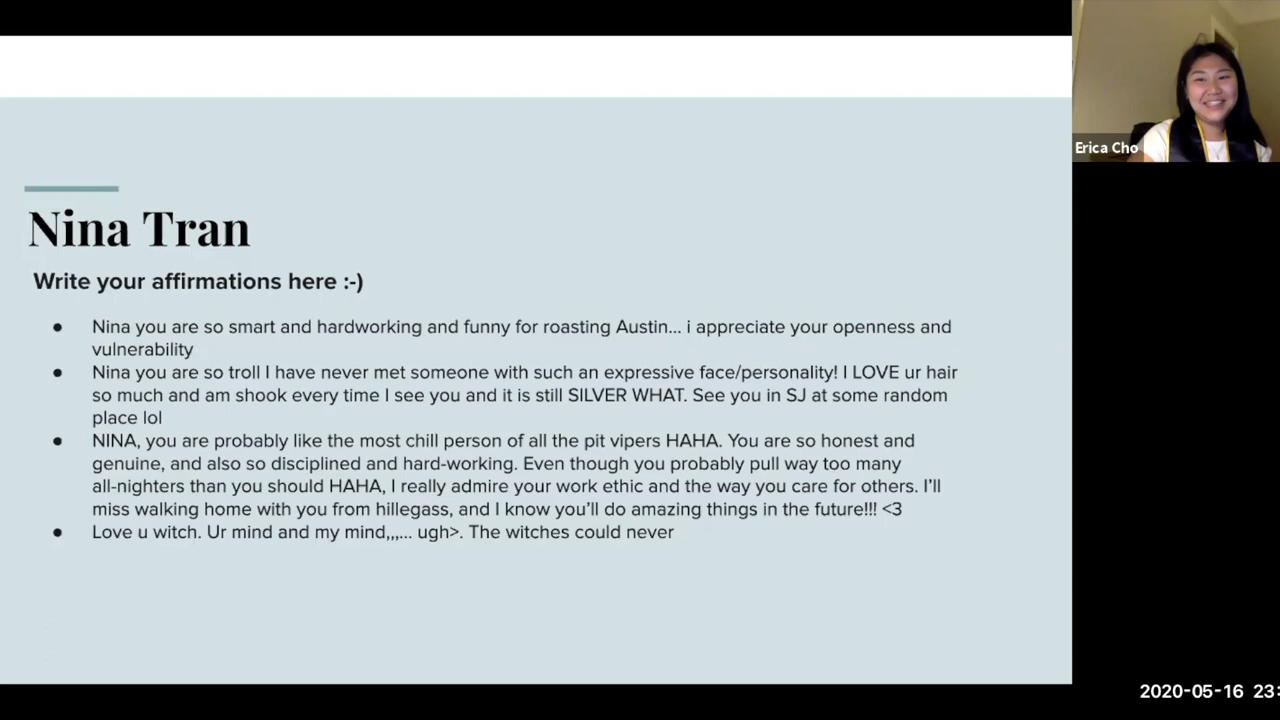 Erica Cho
Nina Tran
Write your affirmations here :-)
● Nina you are so smart and hardworking and funny for roasting Austin... i appreciate your openness and
vulnerability
● Nina you are so troll I have never met someone with such an expressive face/personality! I LOVE ur hair
so much and am shook every time I see you and it is still SILVER WHAT. See you in SJ at some random
place lol
● NINA, you are probably like the most chill person of all the pit vipers HAHA. You are so honest and
genuine, and also so disciplined and hard-working. Even though you probably pull way too many
all-nighters than you should HAHA, I really admire your work ethic and the way you care for others. I’ll
miss walking home with you from hillegass, and I know you’ll do amazing things in the future!!! <3
● Love u witch. Ur mind and my mind,,,... ugh>. The witches could never
2020-05-16 23: